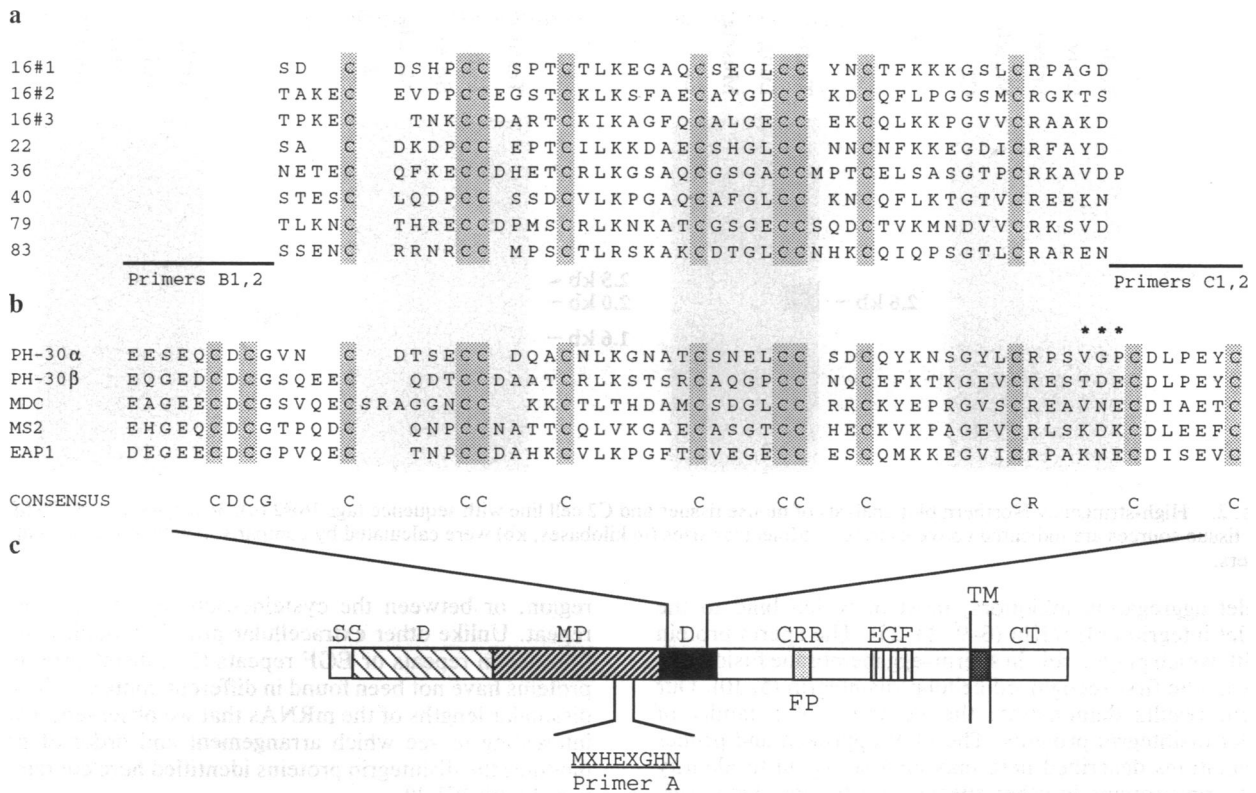 a
16#1 SD C DSHPCC SPTCTLKEGAQCSEGLCC YNCTFKKKGSLCRPAGD
16#2 TAKEC EVDPCCEGSTCKLKSFAECAYGDCC KDCQFLPGGSMCRGKTS
16#3 TPKEC TNKCCDARTCKIKAGFQCALGECC EKCQLKKPGVVCRAAKD
22 SA C DKDPCC EPTCILKKDAECSHGLCC NNCNFKKEGDICRFAYD
36 NETEC QFKECCDHETCRLKGSAQCGSGACCMPTCELSASGTPCRKAVDP
40 STESC LQDPCC SSDCVLKPGAQCAFGLCC KNCQFLKTGTVCREEKN
79 TLKNC THRECCDPMSCRLKNKATCGSGECCSQDCTVKMNDVVCRKSVD
83 SSENC RRNRCC MPSCTLRSKAKCDTGLCCNHKCQIQPSGTLCRAREN
Primers B1,2 Primers C1,2
b
***
PH-30α EESEQCDCGVN C DTSECC DQACNLKGNATCSNELCC SDCQYKNSGYLCRPSVGPCDLPEYC
PH-30β EQGEDCDCGSQEEC QDTCCDAATCRLKSTSRCAQGPCC NQCEFKTKGEVCRESTDECDLPEYC
MDC EAGEECDCGSVQECSRAGGNCC KKCTLTHDAMCSDGLCC RRCKYEPRGVSCREAVNECDIAETC
MS2 EHGEQCDCGTPQDC QNPCCNATTCQLVKGAECASGTCC HECKVKPAGEVCRLSKDKCDLEEFC
EAP1 DEGEECDCGPVQEC TNPCCDAHKCVLKPGFTCVEGECC ESCQMKKEGVICRPAKNECDISEVC
CONSENSUS CDCG C CC C C CC C CR C C
c
TM
SS P MP D CRR EGF CT
FP
MXHEXGHN
Primer A